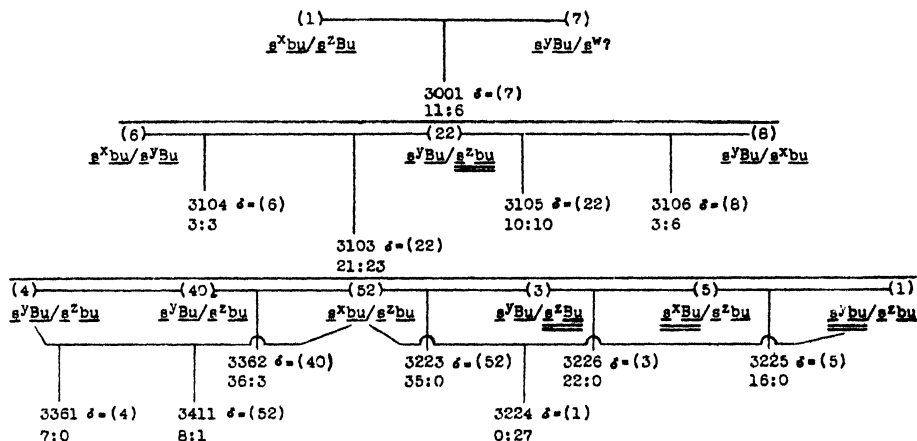 (1) (7)
s^x bu/s^z Bu s^y Bu/s^w?
3001 ♂=(7)
11:6
(6) (22) (8)
s^x bu/s^y Bu s^y Bu/s^z bu s^y Bu/s^x bu
3104 ♂=(6) 3105 ♂=(22) 3106 ♂=(8)
3:3 10:10 3:6
3103 ♂=(22)
21:23
(4) (40) (52) (3) (5) (1)
s^y Bu/s^z bu s^y Bu/s^z bu s^x bu/s^z bu s^y Bu/s^z Bu s^x Bu/s^z bu s^y bu/s^z bu
3362 ♂=(40) 3223 ♂=(52) 3226 ♂=(3) 3225 ♂=(5)
36:3 35:0 22:0 16:0
3361 ♂=(4) 3411 ♂=(52) 3224 ♂=(1)
7:0 8:1 0:27